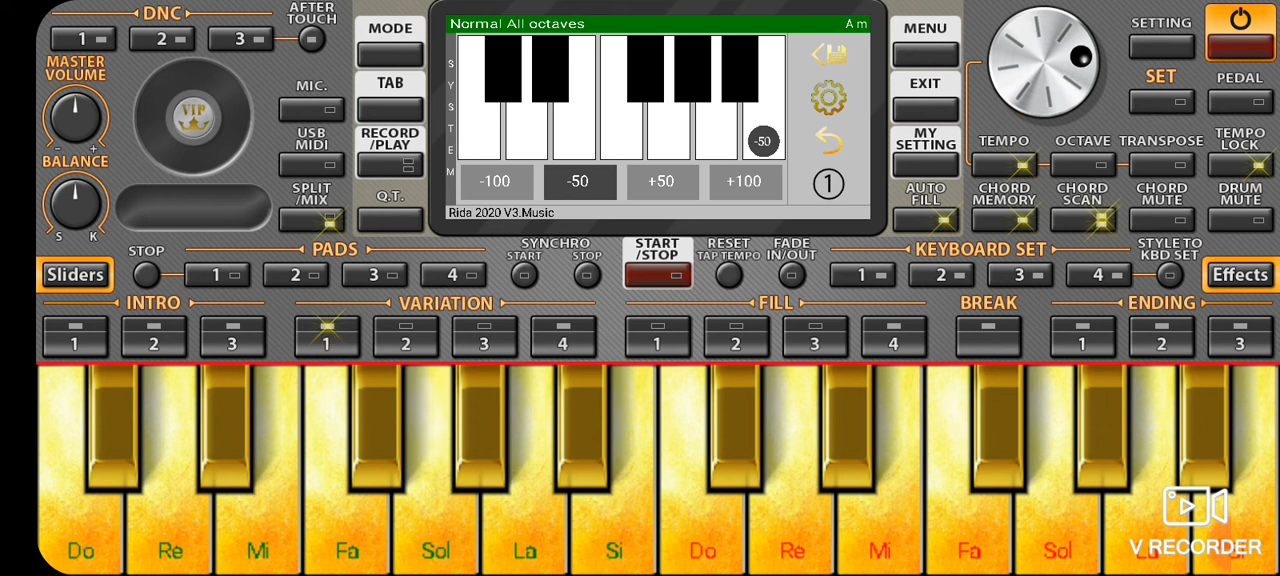 DNC
AFTER
TOUCH
1 2 3
MASTER
VOLUME
- +
BALANCE
S K
VIP
MIC.
USB
MIDI
SPLIT
/MIX
MODE
TAB
RECORD
/PLAY
Q.T.
Normal All octaves Am
SYSTEM
-50
-100 -50 +50 +100
1
Rida 2020 V3.Music
MENU
EXIT
MY
SETTING
AUTO
FILL
SETTING
SET
PEDAL
TEMPO OCTAVE TRANSPOSE
TEMPO
LOCK
CHORD
MEMORY
CHORD
SCAN
CHORD
MUTE
DRUM
MUTE
Sliders
STOP
PADS
1 2 3 4
SYNCHRO
START STOP
START
/STOP
RESET
TAP TEMPO
FADE
IN/OUT
KEYBOARD SET
1 2 3 4
STYLE TO
KBD SET
Effects
INTRO VARIATION FILL BREAK ENDING
1 2 3 1 2 3 4 1 2 3 4 1 2 3
Do Re Mi Fa Sol La Si Do Re Mi Fa Sol
V RECORDER